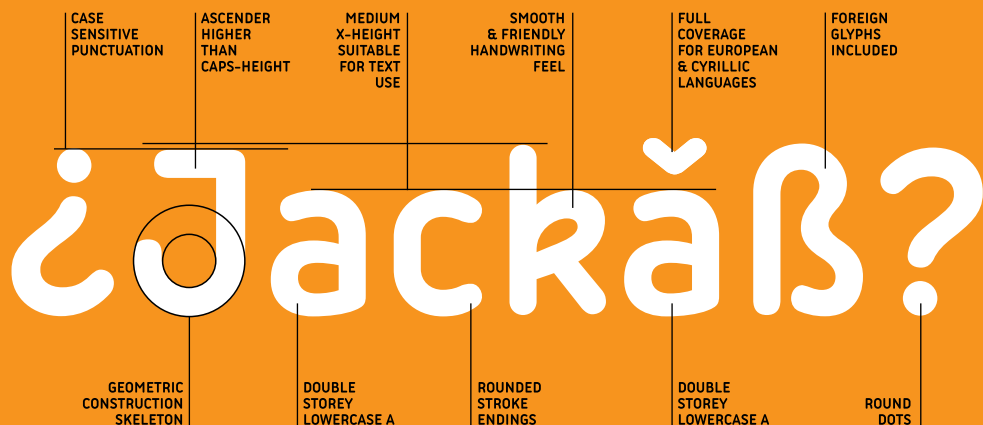 CASE
SENSITIVE
PUNCTUATION
ASCENDER
HIGHER
THAN
CAPS-HEIGHT
MEDIUM
X-HEIGHT
SUITABLE
FOR TEXT
USE
SMOOTH
& FRIENDLY
HANDWRITING
FEEL
FULL
COVERAGE
FOR EUROPEAN
& CYRILLIC
LANGUAGES
FOREIGN
GLYPHS
INCLUDED
¿Jackǎß?
GEOMETRIC
CONSTRUCTION
SKELETON
DOUBLE
STOREY
LOWERCASE A
ROUNDED
STROKE
ENDINGS
DOUBLE
STOREY
LOWERCASE A
ROUND
DOTS